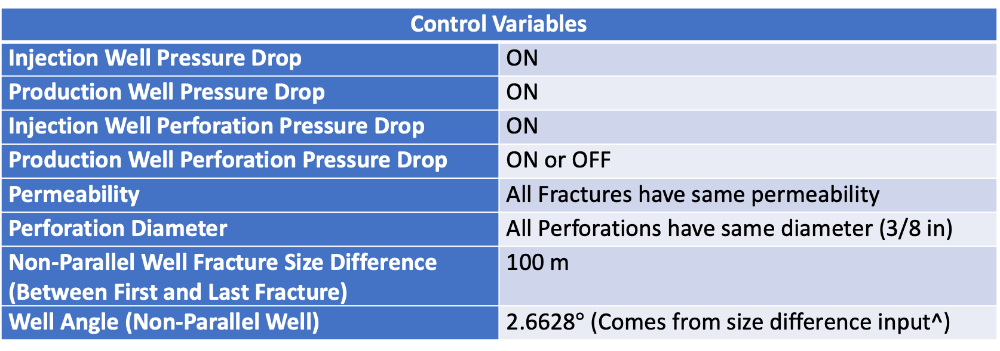 Control Variables
Injection Well Pressure Drop ON
Production Well Pressure Drop ON
Injection Well Perforation Pressure Drop ON
Production Well Perforation Pressure Drop ON or OFF
Permeability All Fractures have same permeability
Perforation Diameter All Perforations have same diameter (3/8 in)
Non-Parallel Well Fracture Size Difference 100 m
(Between First and Last Fracture)
Well Angle (Non-Parallel Well) 2.6628° (Comes from size difference input^)